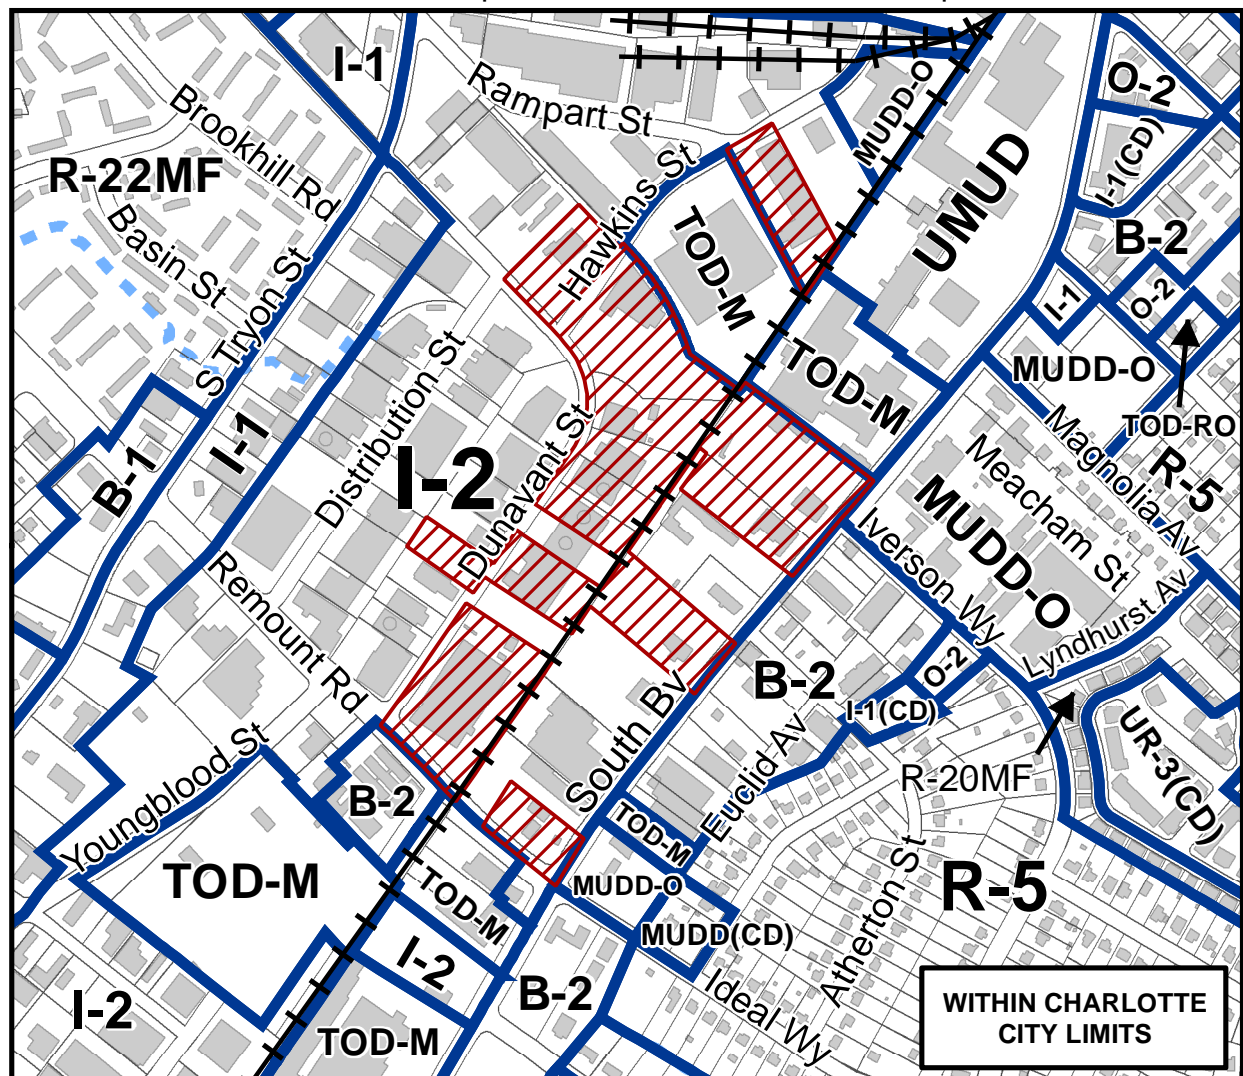 I-1
Rampart St
MUDD-O
O-2
I-1(CD)
Brookhill Rd
R-22MF
Hawkins St
UMUD
B-2
Basin St
TOD-M
S Tryon St
I-1
O-2
TOD-M
MUDD-O
TOD-RO
Distribution St
I-1
B-1
I-2
Dunavant St
Magnolia Av
R-5
Meacham St
MUDD-O
Iverson Wy
Lyndhurst Av
Remount Rd
O-2
B-2
I-1(CD)
South Bv
Euclid Av
R-20MF
UR-3(CD)
Youngblood St
B-2
TOD-M
TOD-M
TOD-M
MUDD-O
Atherton St
R-5
MUDD(CD)
I-2
B-2
Ideal Wy
I-2
TOD-M
WITHIN CHARLOTTE
CITY LIMITS